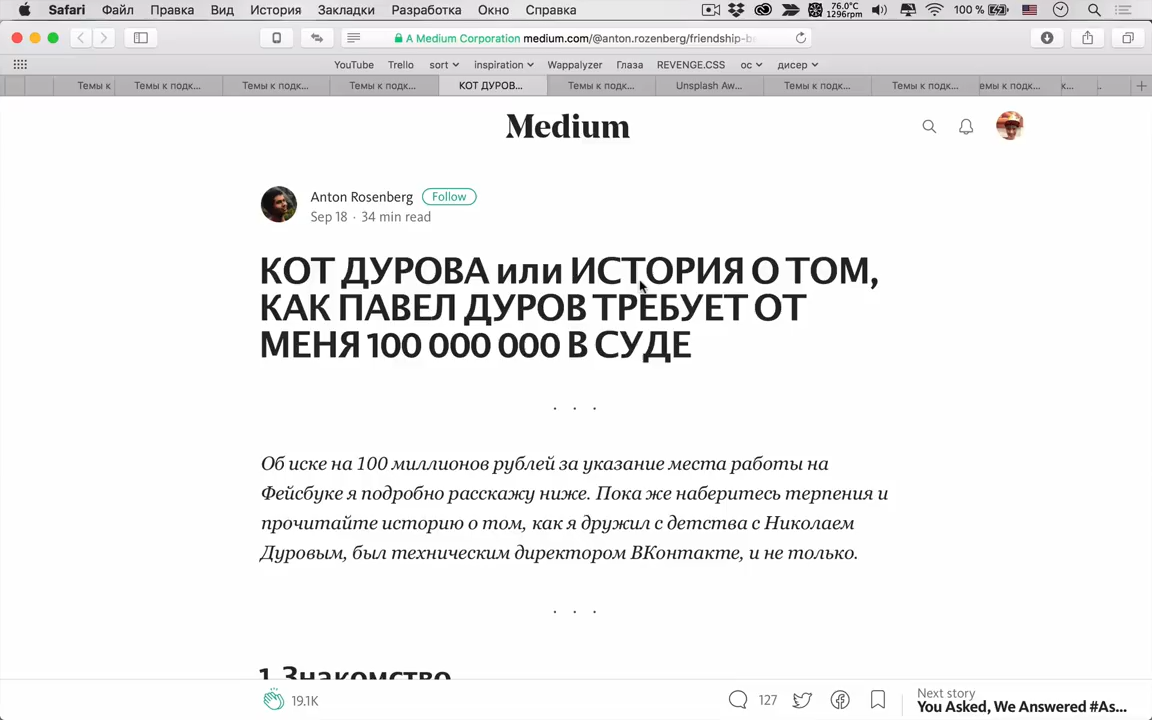 Safari Файл Правка Вид История Закладки Разработка Окно Справка 76.0°C 1296rpm 100 %
A Medium Corporation medium.com/@anton.rozenberg/friendship-b
YouTube Trello sort inspiration Wappalyzer Глаза REVENGE.CSS ос дисер
Темы к Темы к подк... Темы к подк... Темы к подк... КОТ ДУРОВ... Темы к подк... Unsplash Aw... Темы к подк... Темы к подк... емы к подк... к... ..
Medium
Anton Rosenberg Follow
Sep 18 · 34 min read
КОТ ДУРОВА или ИСТОРИЯ О ТОМ,
КАК ПАВЕЛ ДУРОВ ТРЕБУЕТ ОТ
МЕНЯ 100 000 000 В СУДЕ
. . .
Об иске на 100 миллионов рублей за указание места работы на
Фейсбуке я подробно расскажу ниже. Пока же наберитесь терпения и
прочитайте историю о том, как я дружил с детства с Николаем
Дуровым, был техническим директором ВКонтакте, и не только.
. . .
1 Знакомство
19.1K 127
Next story
You Asked, We Answered #As...